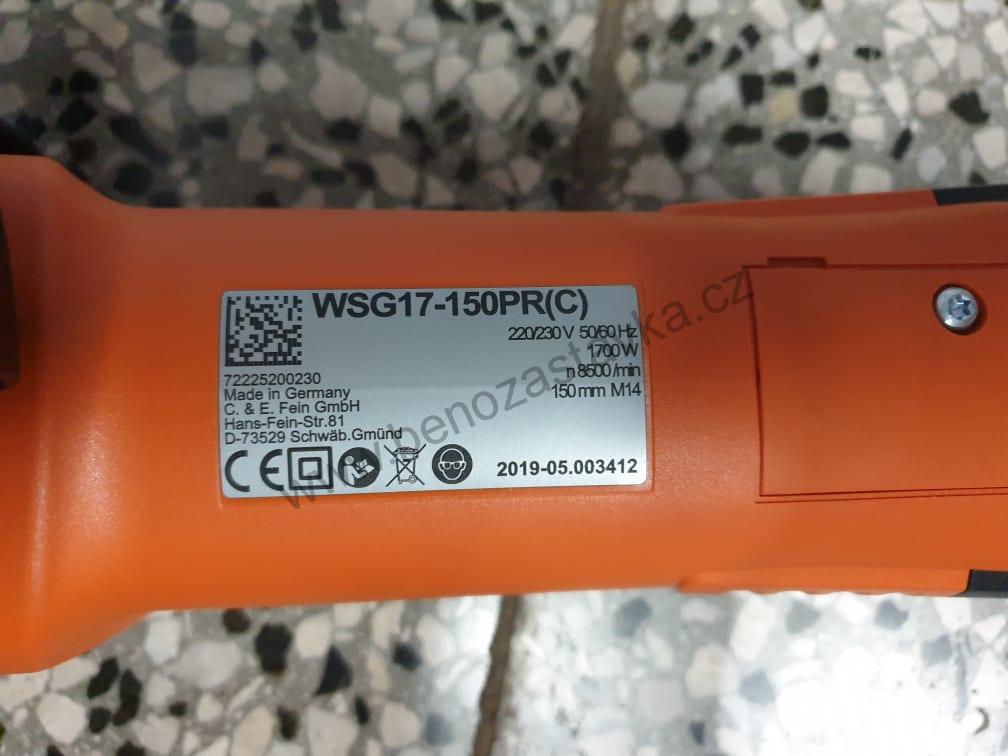 WSG17-150PR(C)
220/230 V 50/60 Hz
1700 W
n 8500 /min
150 mm M14
72225200230
Made in Germany
C. & E. Fein GmbH
Hans-Fein-Str.81
D-73529 Schwäb.Gmünd
CE
2019-05.003412
www.benozastavka.cz